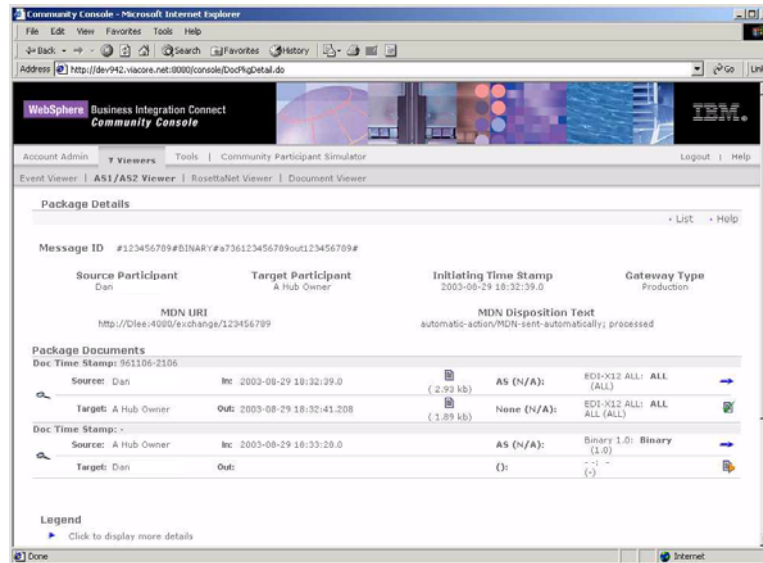 Community Console - Microsoft Internet Explorer
File Edit View Favorites Tools Help
Back Search Favorites History
Address http://dev942.viacore.net:8080/console/DocPkgDetail.do Go
WebSphere Business Integration Connect
Community Console
IBM.
Account Admin Viewers Tools | Community Participant Simulator Logout | Help
Event Viewer | AS1/AS2 Viewer | RosettaNet Viewer | Document Viewer
Package Details
List Help
Message ID #123456789#BINARY#a736123456789out123456789#
Source Participant Target Participant Initiating Time Stamp Gateway Type
Dari A Hub Owner 2003-08-29 18:32:39.0 Production
MDN URI MDN Disposition Text
http://Dlee:4080/exchange/123456789 automatic-action/MDN-sent-automatically; processed
Package Documents
Doc Time Stamp: 961106-2106
Source: Dari In: 2003-08-29 18:32:39.0 ( 2.93 kb) AS (N/A): EDI-X12 ALL: ALL
(ALL)
Target: A Hub Owner Out: 2003-08-29 18:32:41.208 ( 1.89 kb) None (N/A): EDI-X12 ALL: ALL
ALL (ALL)
Doc Time Stamp: -
Source: A Hub Owner In: 2003-08-29 18:33:28.0 AS (N/A): Binary 1.0: Binary
(1.0)
Target: Dari Out: (): - -: -
(-)
Legend
Click to display more details
Done Internet